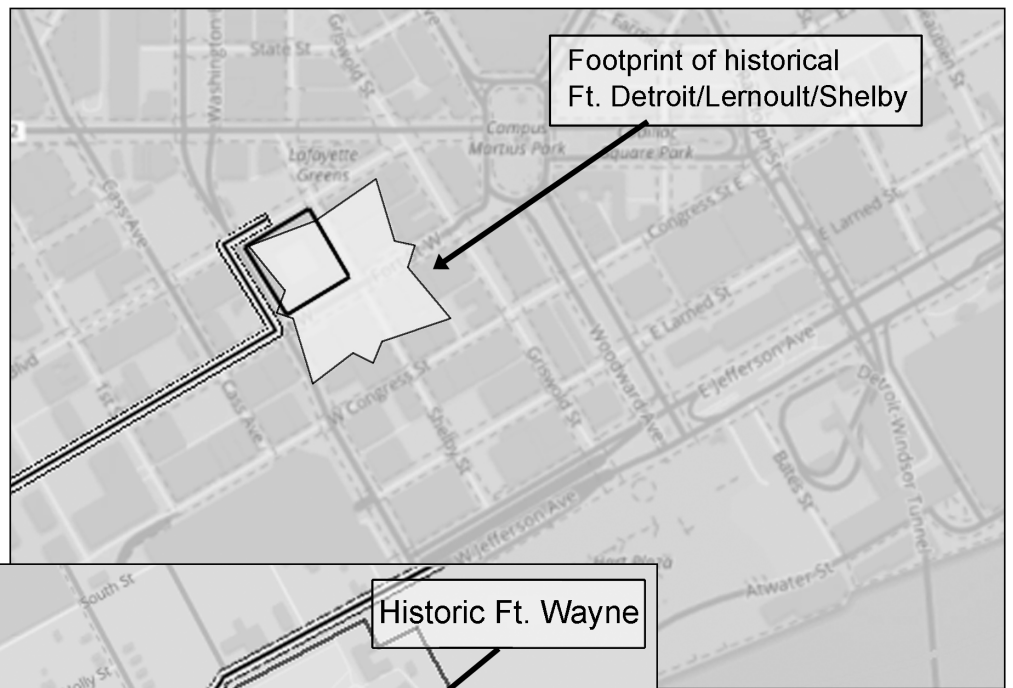 Footprint of historical
Ft. Detroit/Lernoult/Shelby
State St
Washington
Griswold St
Campus
Martius Park
Square Park
Lafayette
Greens
Cass Ave
Congress St E
E Larned St
E Larned St
E Jefferson Ave
Woodward Ave
Griswold St
Shelby St
W Congress St
Cass Ave
1st
Blvd
W Jefferson Ave
Bates St
Detroit-Windsor Tunnel
Hart Plaza
Atwater St
South St
Historic Ft. Wayne